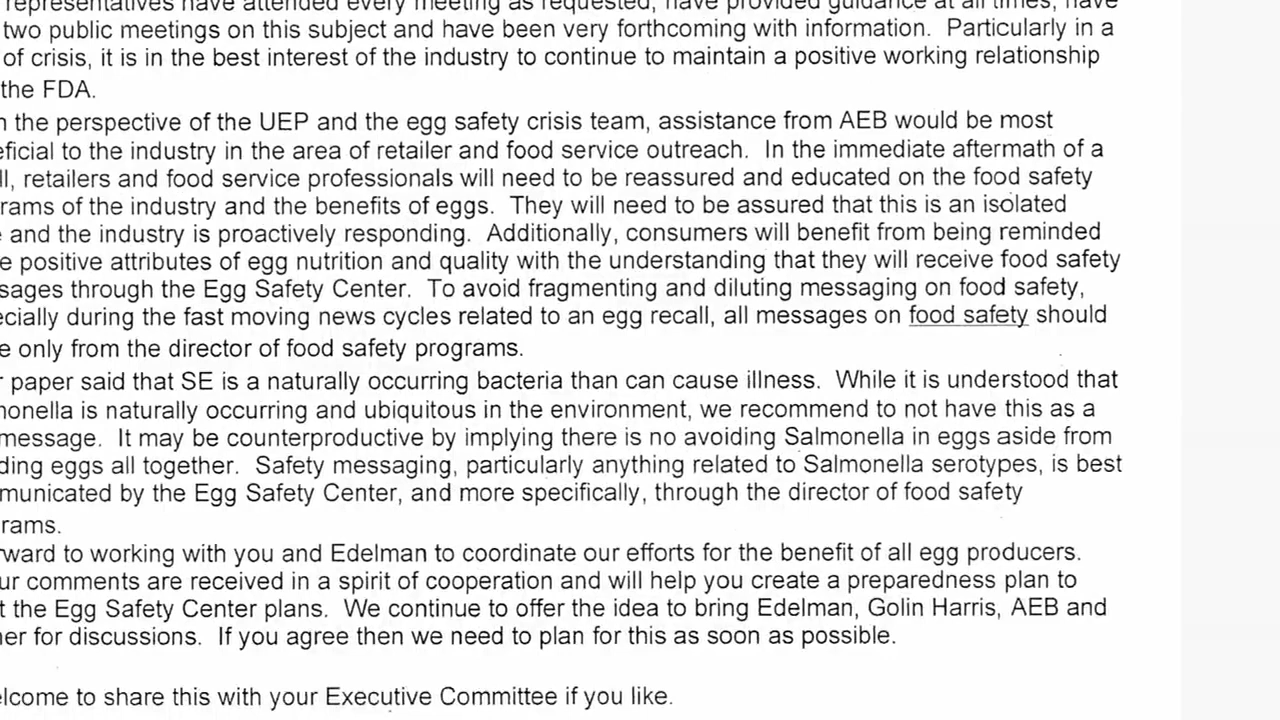 representatives have attended every meeting as requested, have provided guidance at all times, have
two public meetings on this subject and have been very forthcoming with information. Particularly in a
of crisis, it is in the best interest of the industry to continue to maintain a positive working relationship
the FDA.
the perspective of the UEP and the egg safety crisis team, assistance from AEB would be most
eficial to the industry in the area of retailer and food service outreach. In the immediate aftermath of a
ll, retailers and food service professionals will need to be reassured and educated on the food safety
rams of the industry and the benefits of eggs. They will need to be assured that this is an isolated
and the industry is proactively responding. Additionally, consumers will benefit from being reminded
e positive attributes of egg nutrition and quality with the understanding that they will receive food safety
sages through the Egg Safety Center. To avoid fragmenting and diluting messaging on food safety,
ecially during the fast moving news cycles related to an egg recall, all messages on food safety should
e only from the director of food safety programs.
r paper said that SE is a naturally occurring bacteria than can cause illness. While it is understood that
monella is naturally occurring and ubiquitous in the environment, we recommend to not have this as a
message. It may be counterproductive by implying there is no avoiding Salmonella in eggs aside from
ding eggs all together. Safety messaging, particularly anything related to Salmonella serotypes, is best
municated by the Egg Safety Center, and more specifically, through the director of food safety
rams.
rward to working with you and Edelman to coordinate our efforts for the benefit of all egg producers.
ur comments are received in a spirit of cooperation and will help you create a preparedness plan to
t the Egg Safety Center plans. We continue to offer the idea to bring Edelman, Golin Harris, AEB and
her for discussions. If you agree then we need to plan for this as soon as possible.
elcome to share this with your Executive Committee if you like.